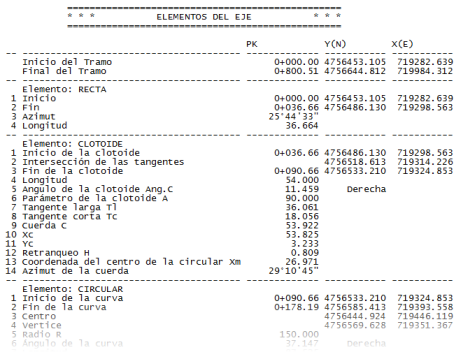 ==================================================
* * * ELEMENTOS DEL EJE * * *
==================================================
PK Y(N) X(E)
Inicio del Tramo 0+000.00 4756453.105 719282.639
Final del Tramo 0+800.51 4756644.812 719984.312
Elemento: RECTA
1 Inicio 0+000.00 4756453.105 719282.639
2 Fin 0+036.66 4756486.130 719298.563
3 Azimut 25º44'33"
4 Longitud 36.664
Elemento: CLOTOIDE
1 Inicio de la clotoide 0+036.66 4756486.130 719298.563
2 Intersección de las tangentes 4756518.613 719314.226
3 Fin de la clotoide 0+090.66 4756533.210 719324.853
4 Longitud 54.000
5 Angulo de la clotoide Ang.C 11.459 Derecha
6 Parámetro de la clotoide A 90.000
7 Tangente larga Tl 36.061
8 Tangente corta Tc 18.056
9 Cuerda C 53.922
10 Xc 53.825
11 Yc 3.233
12 Retranqueo H 0.809
13 Coordenada del centro de la circular Xm 26.971
14 Azimut de la cuerda 29º10'45"
Elemento: CIRCULAR
1 Inicio de la curva 0+090.66 4756533.210 719324.853
2 Fin de la curva 0+178.19 4756585.413 719393.558
3 Centro 4756444.924 719446.119
4 Vertice 4756569.628 719351.367
5 Radio R 150.000
6 Angulo de la curva 37.147 Derecha